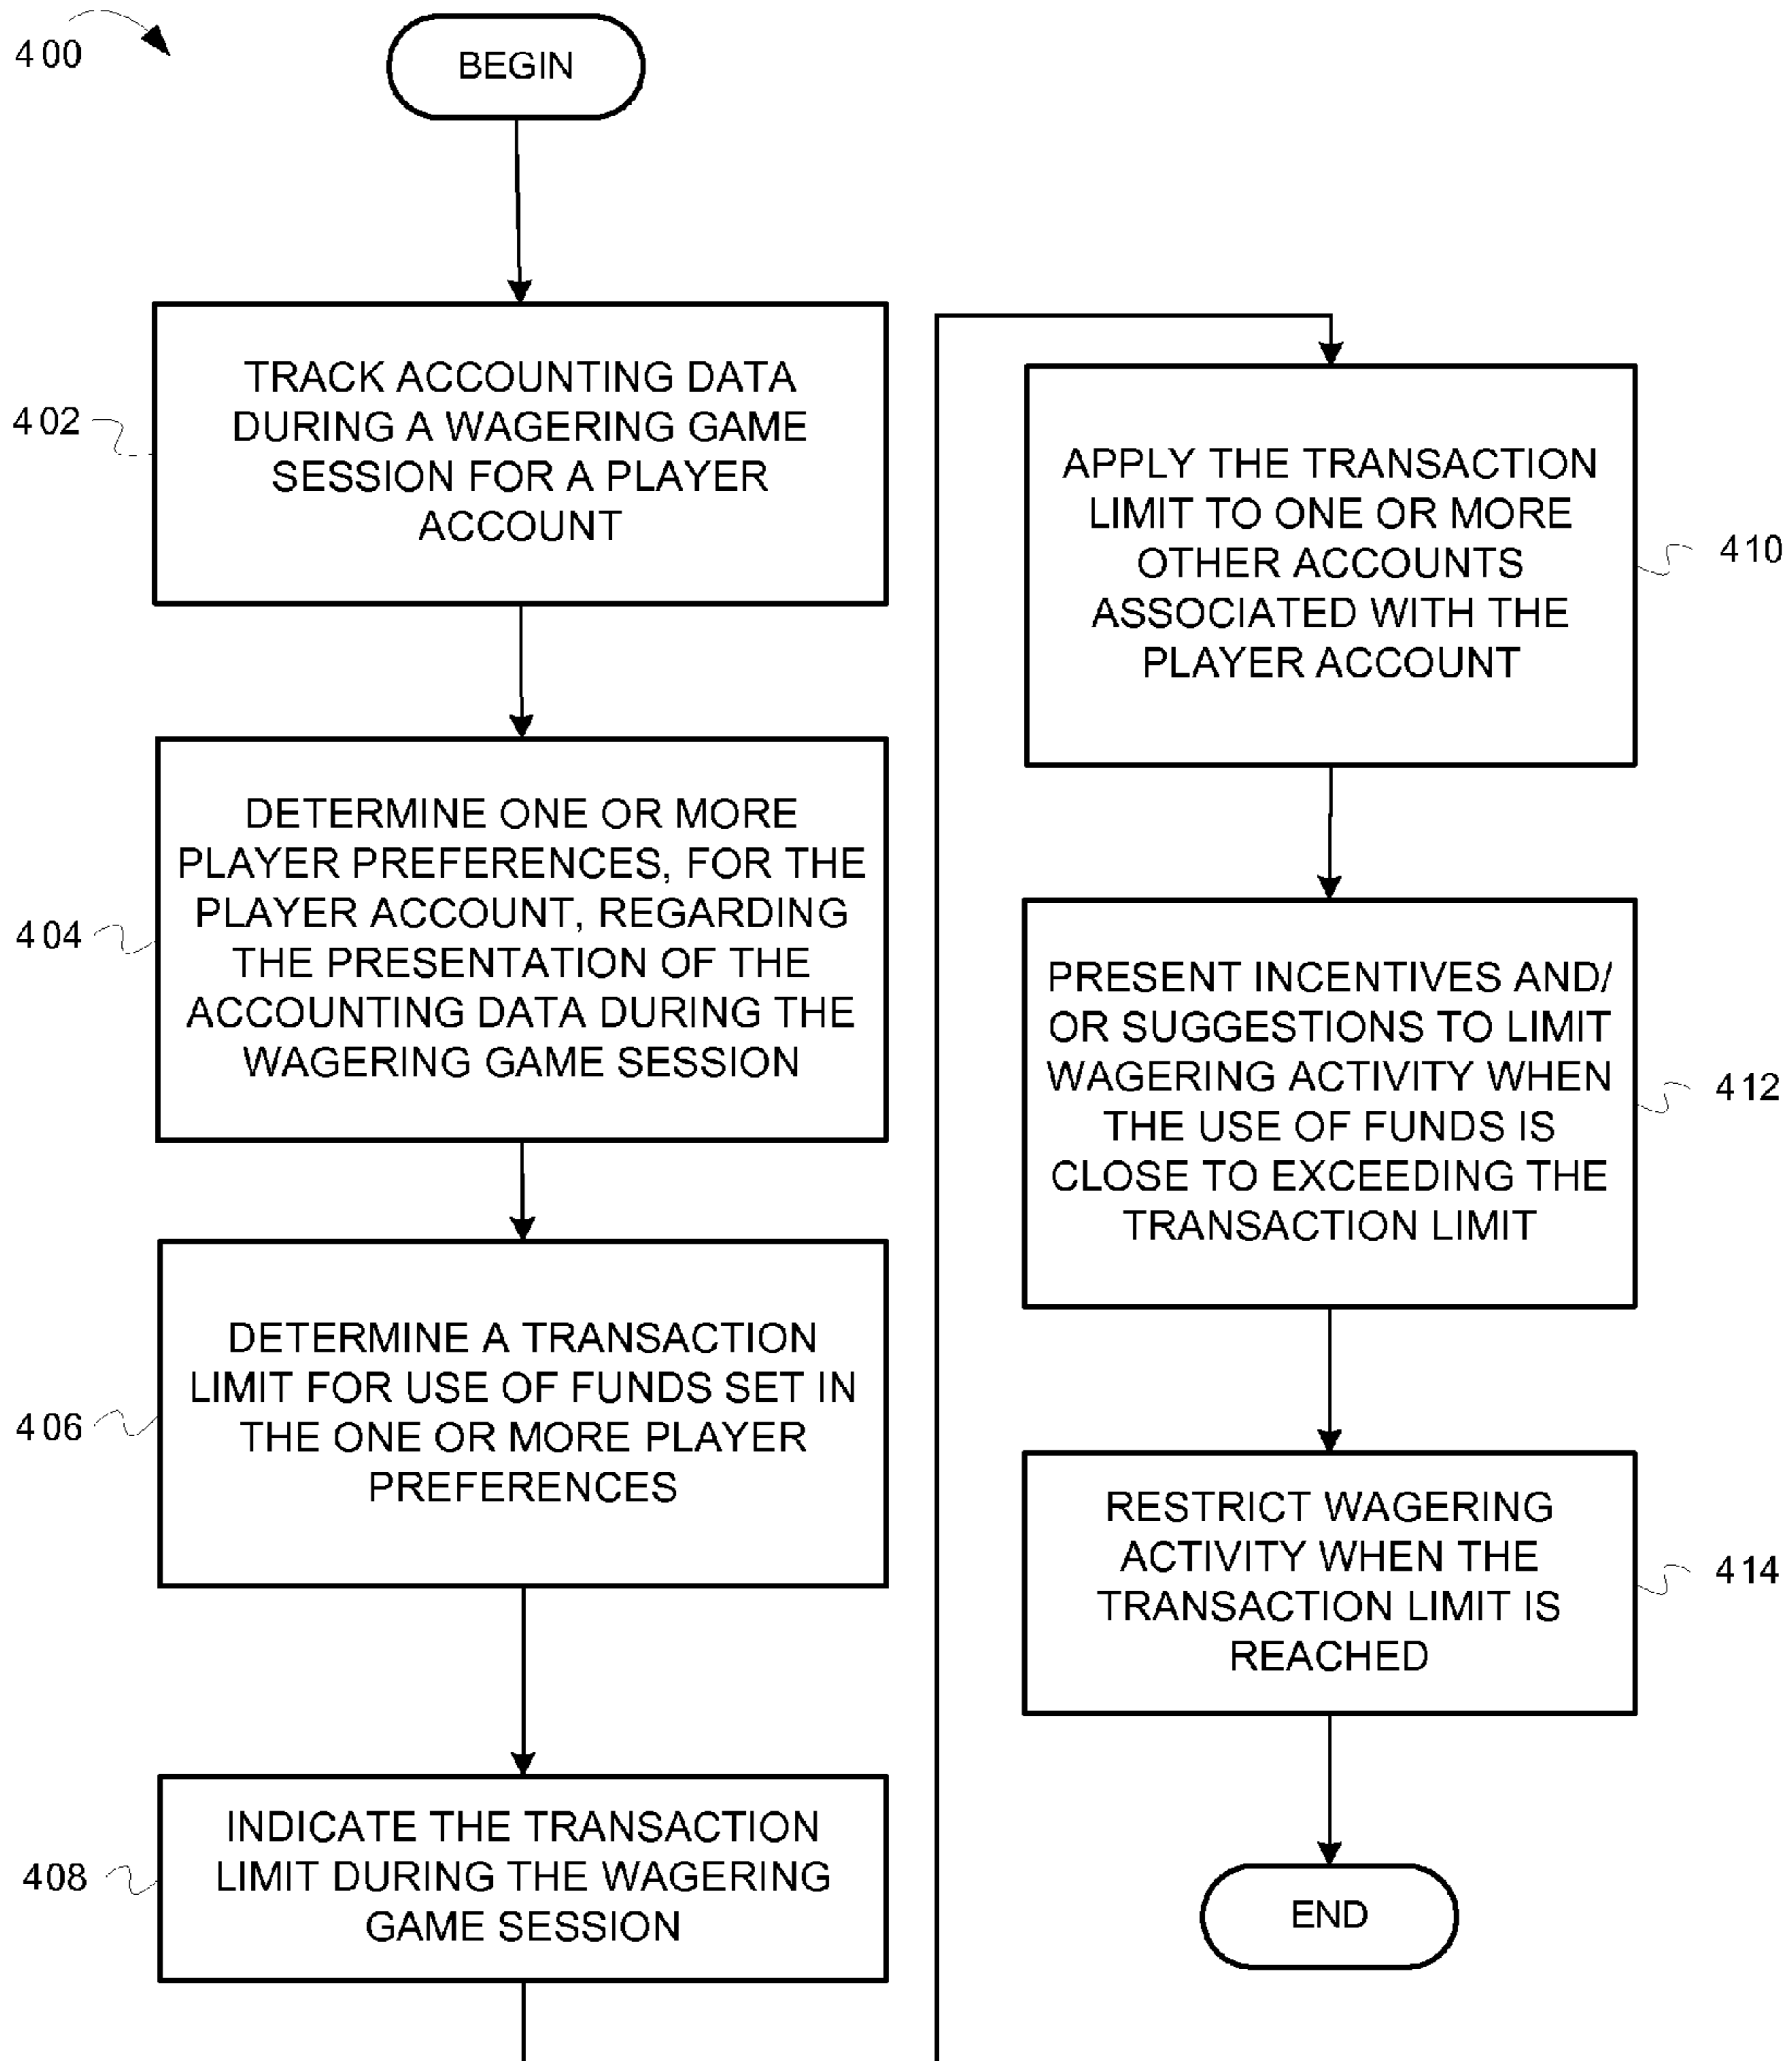 400
BEGIN
402
TRACK ACCOUNTING DATA
DURING A WAGERING GAME
SESSION FOR A PLAYER
ACCOUNT
404
DETERMINE ONE OR MORE
PLAYER PREFERENCES, FOR THE
PLAYER ACCOUNT, REGARDING
THE PRESENTATION OF THE
ACCOUNTING DATA DURING THE
WAGERING GAME SESSION
406
DETERMINE A TRANSACTION
LIMIT FOR USE OF FUNDS SET IN
THE ONE OR MORE PLAYER
PREFERENCES
408
INDICATE THE TRANSACTION
LIMIT DURING THE WAGERING
GAME SESSION
APPLY THE TRANSACTION
LIMIT TO ONE OR MORE
OTHER ACCOUNTS
ASSOCIATED WITH THE
PLAYER ACCOUNT
410
PRESENT INCENTIVES AND/
OR SUGGESTIONS TO LIMIT
WAGERING ACTIVITY WHEN
THE USE OF FUNDS IS
CLOSE TO EXCEEDING THE
TRANSACTION LIMIT
412
RESTRICT WAGERING
ACTIVITY WHEN THE
TRANSACTION LIMIT IS
REACHED
414
END